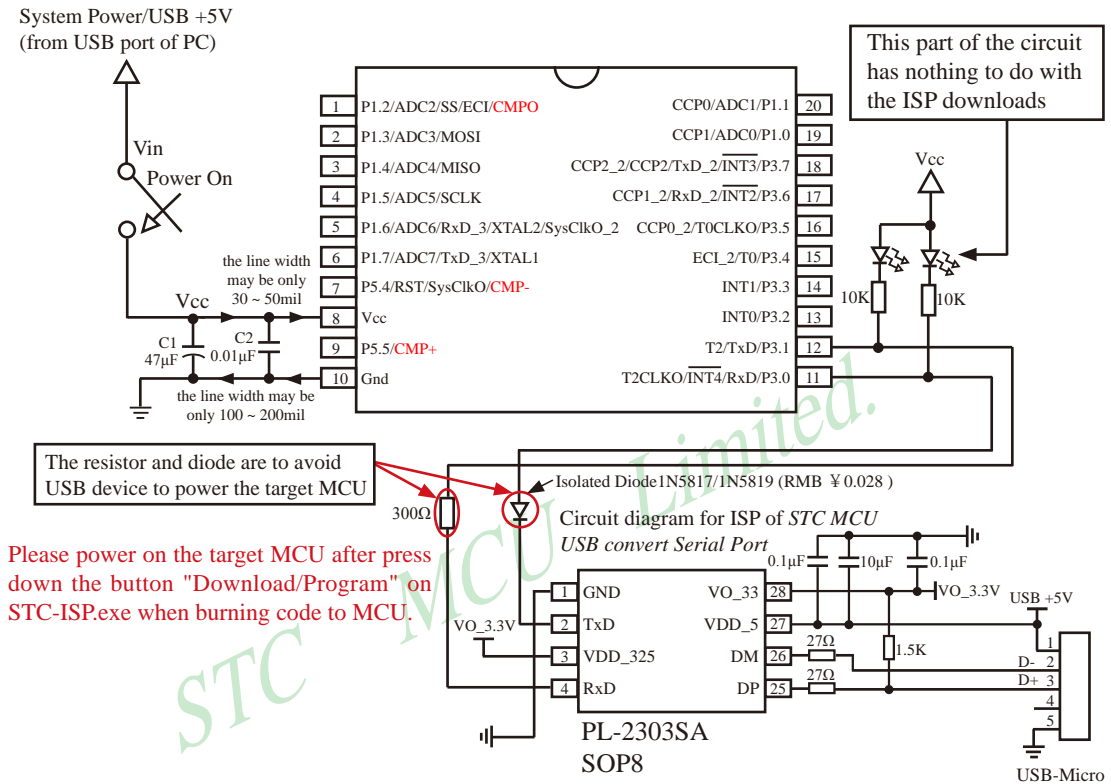 System Power/USB +5V
(from USB port of PC)
Vin
Power On
Vcc
the line width
may be only
30 ~ 50mil
C1
47μF
C2
0.01μF
the line width may be
only 100 ~ 200mil
1 P1.2/ADC2/SS/ECI/CMPO
2 P1.3/ADC3/MOSI
3 P1.4/ADC4/MISO
4 P1.5/ADC5/SCLK
5 P1.6/ADC6/RxD_3/XTAL2/SysClkO_2
6 P1.7/ADC7/TxD_3/XTAL1
7 P5.4/RST/SysClkO/CMP-
8 Vcc
9 P5.5/CMP+
10 Gnd
CCP0/ADC1/P1.1 20
CCP1/ADC0/P1.0 19
CCP2_2/CCP2/TxD_2/INT3/P3.7 18
CCP1_2/RxD_2/INT2/P3.6 17
CCP0_2/T0CLKO/P3.5 16
ECI_2/T0/P3.4 15
INT1/P3.3 14
INT0/P3.2 13
T2/TxD/P3.1 12
T2CLKO/INT4/RxD/P3.0 11
This part of the circuit
has nothing to do with
the ISP downloads
Vcc
10K
10K
The resistor and diode are to avoid
USB device to power the target MCU
300Ω
Isolated Diode1N5817/1N5819 (RMB ¥0.028 )
Circuit diagram for ISP of STC MCU
USB convert Serial Port
Please power on the target MCU after press
down the button "Download/Program" on
STC-ISP.exe when burning code to MCU.
VO_3.3V
1 GND
2 TxD
3 VDD_325
4 RxD
VO_33 28
VDD_5 27
DM 26
DP 25
PL-2303SA
SOP8
0.1μF
10μF
0.1μF
VO_3.3V
USB +5V
1.5K
27Ω
27Ω
D-
D+
1
2
3
4
5
USB-Micro
STC MCU Limited.